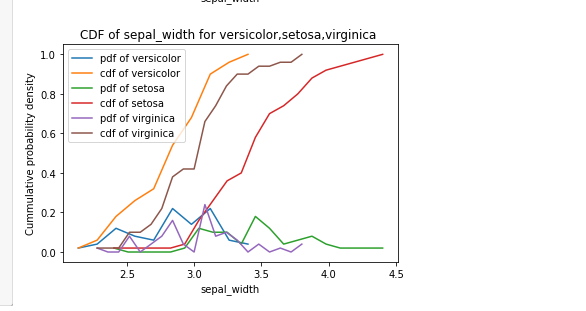 sepal_width
CDF of sepal_width for versicolor,setosa,virginica
Cummulative probability density
1.0
0.8
0.6
0.4
0.2
0.0
pdf of versicolor
cdf of versicolor
pdf of setosa
cdf of setosa
pdf of virginica
cdf of virginica
2.5 3.0 3.5 4.0 4.5
sepal_width